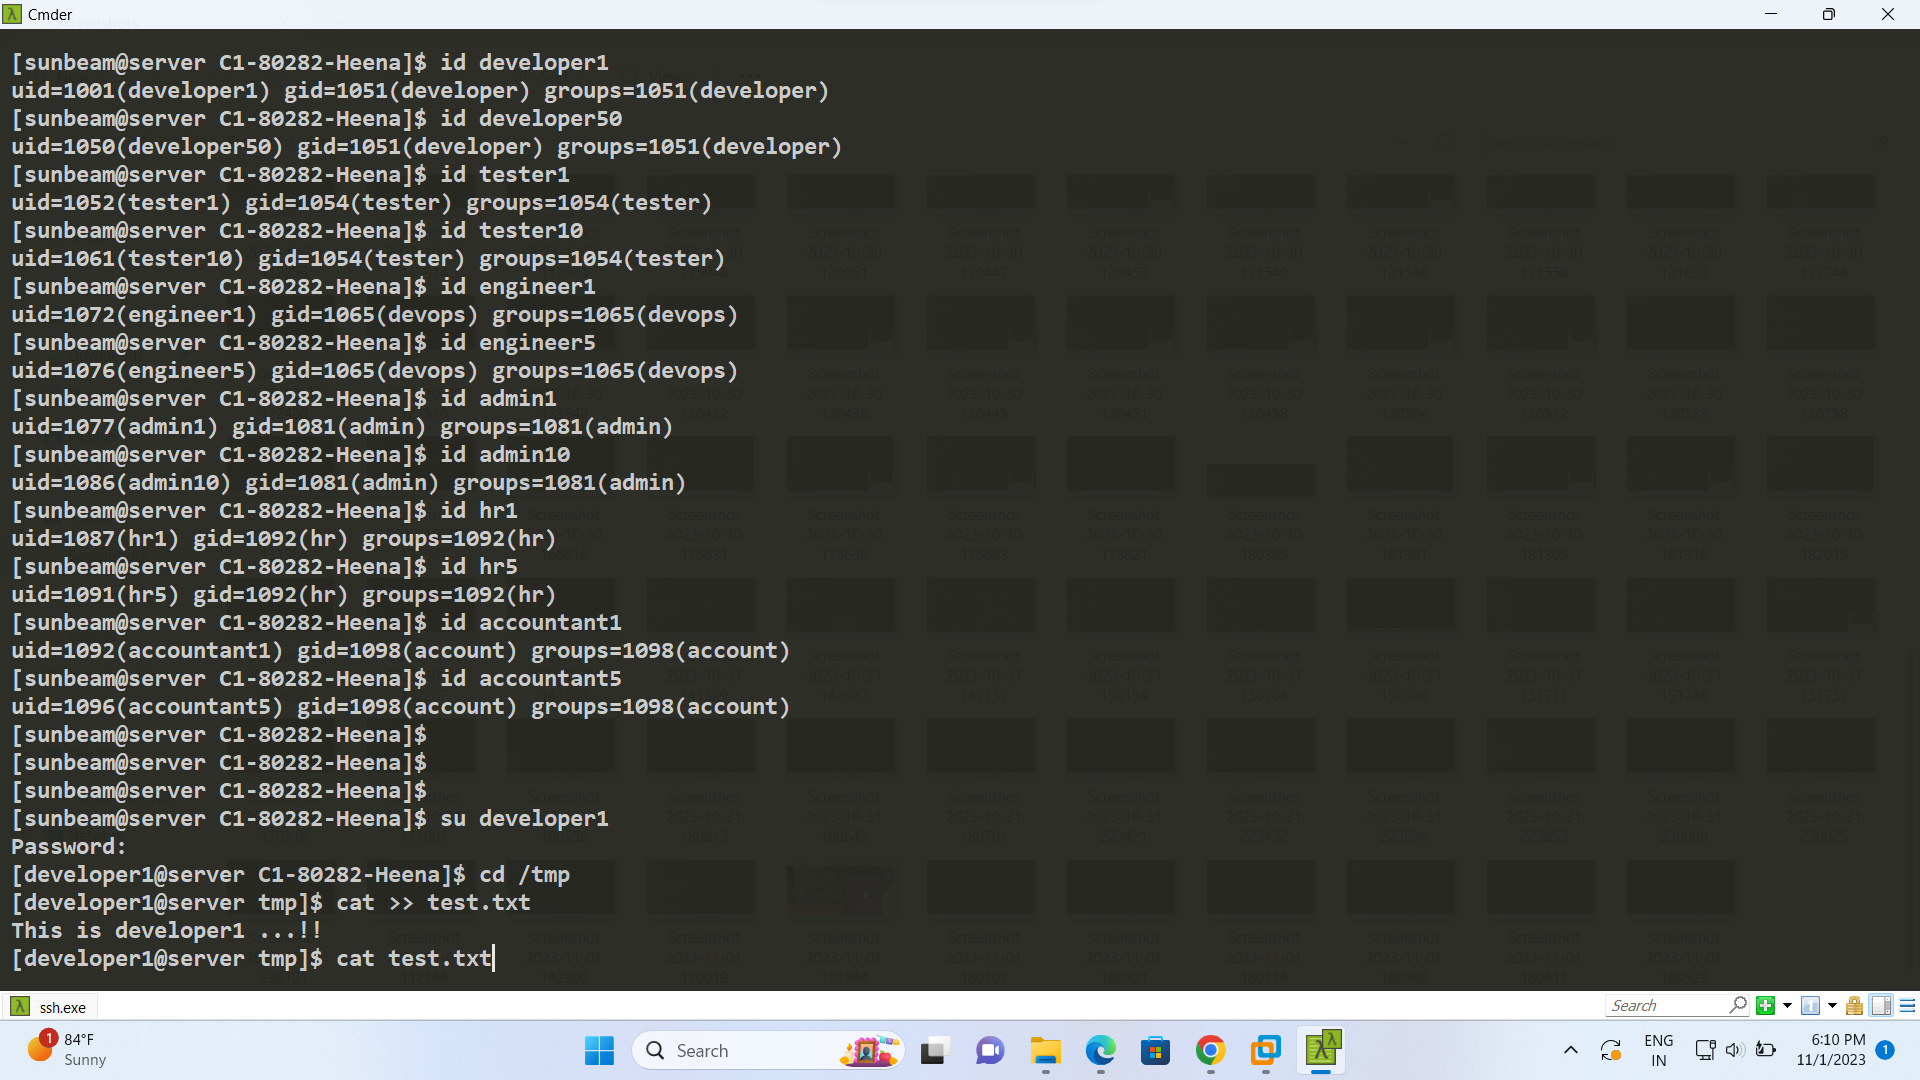 Cmder
[sunbeam@server C1-80282-Heena]$ id developer1
uid=1001(developer1) gid=1051(developer) groups=1051(developer)
[sunbeam@server C1-80282-Heena]$ id developer50
uid=1050(developer50) gid=1051(developer) groups=1051(developer)
[sunbeam@server C1-80282-Heena]$ id tester1
uid=1052(tester1) gid=1054(tester) groups=1054(tester)
[sunbeam@server C1-80282-Heena]$ id tester10
uid=1061(tester10) gid=1054(tester) groups=1054(tester)
[sunbeam@server C1-80282-Heena]$ id engineer1
uid=1072(engineer1) gid=1065(devops) groups=1065(devops)
[sunbeam@server C1-80282-Heena]$ id engineer5
uid=1076(engineer5) gid=1065(devops) groups=1065(devops)
[sunbeam@server C1-80282-Heena]$ id admin1
uid=1077(admin1) gid=1081(admin) groups=1081(admin)
[sunbeam@server C1-80282-Heena]$ id admin10
uid=1086(admin10) gid=1081(admin) groups=1081(admin)
[sunbeam@server C1-80282-Heena]$ id hr1
uid=1087(hr1) gid=1092(hr) groups=1092(hr)
[sunbeam@server C1-80282-Heena]$ id hr5
uid=1091(hr5) gid=1092(hr) groups=1092(hr)
[sunbeam@server C1-80282-Heena]$ id accountant1
uid=1092(accountant1) gid=1098(account) groups=1098(account)
[sunbeam@server C1-80282-Heena]$ id accountant5
uid=1096(accountant5) gid=1098(account) groups=1098(account)
[sunbeam@server C1-80282-Heena]$
[sunbeam@server C1-80282-Heena]$
[sunbeam@server C1-80282-Heena]$
[sunbeam@server C1-80282-Heena]$ su developer1
Password:
[developer1@server C1-80282-Heena]$ cd /tmp
[developer1@server tmp]$ cat >> test.txt
This is developer1 ...!!
[developer1@server tmp]$ cat test.txt
ssh.exe
Search
1
84°F
Sunny
Search
ENG
IN
6:10 PM
11/1/2023
1